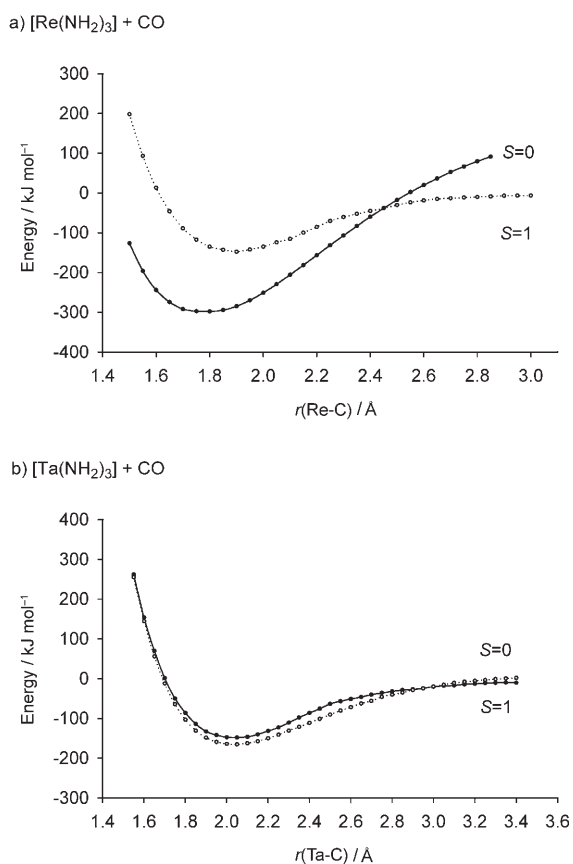 a) [Re(NH₂)₃] + CO
300
200
100
0
-100
-200
-300
-400
Energy / kJ mol⁻¹
S=0
S=1
1.4 1.6 1.8 2.0 2.2 2.4 2.6 2.8 3.0
r(Re-C) / Å
b) [Ta(NH₂)₃] + CO
400
300
200
100
0
-100
-200
-300
Energy / kJ mol⁻¹
S=0
S=1
1.4 1.6 1.8 2.0 2.2 2.4 2.6 2.8 3.0 3.2 3.4 3.6
r(Ta-C) / Å